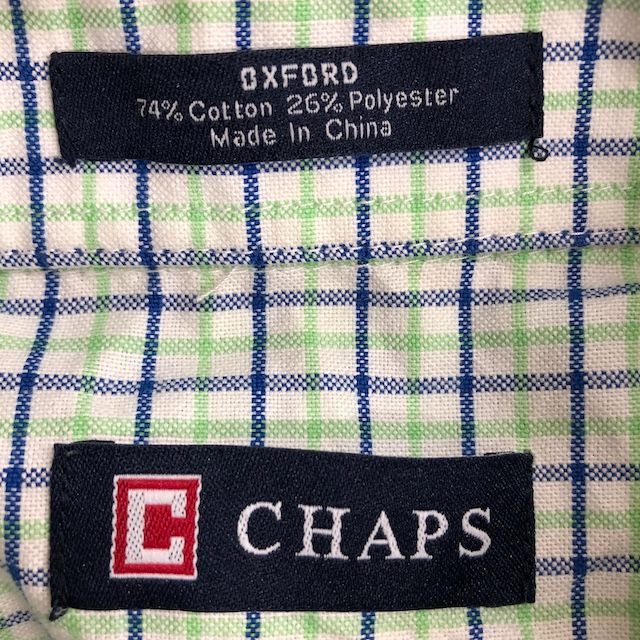 OXFORD
74% Cotton 26% Polyester
Made In China
C CHAPS